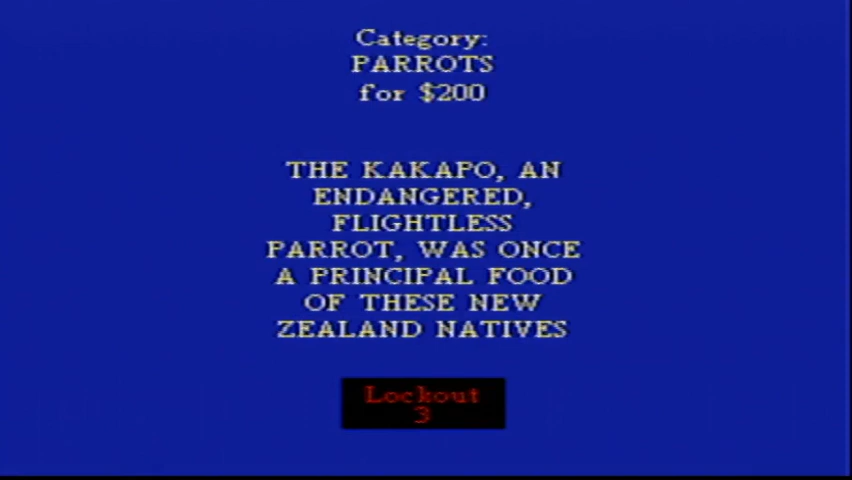 Category:
PARROTS
for $200
THE KAKAPO, AN
ENDANGERED,
FLIGHTLESS
PARROT, WAS ONCE
A PRINCIPAL FOOD
OF THESE NEW
ZEALAND NATIVES
Lockout
3